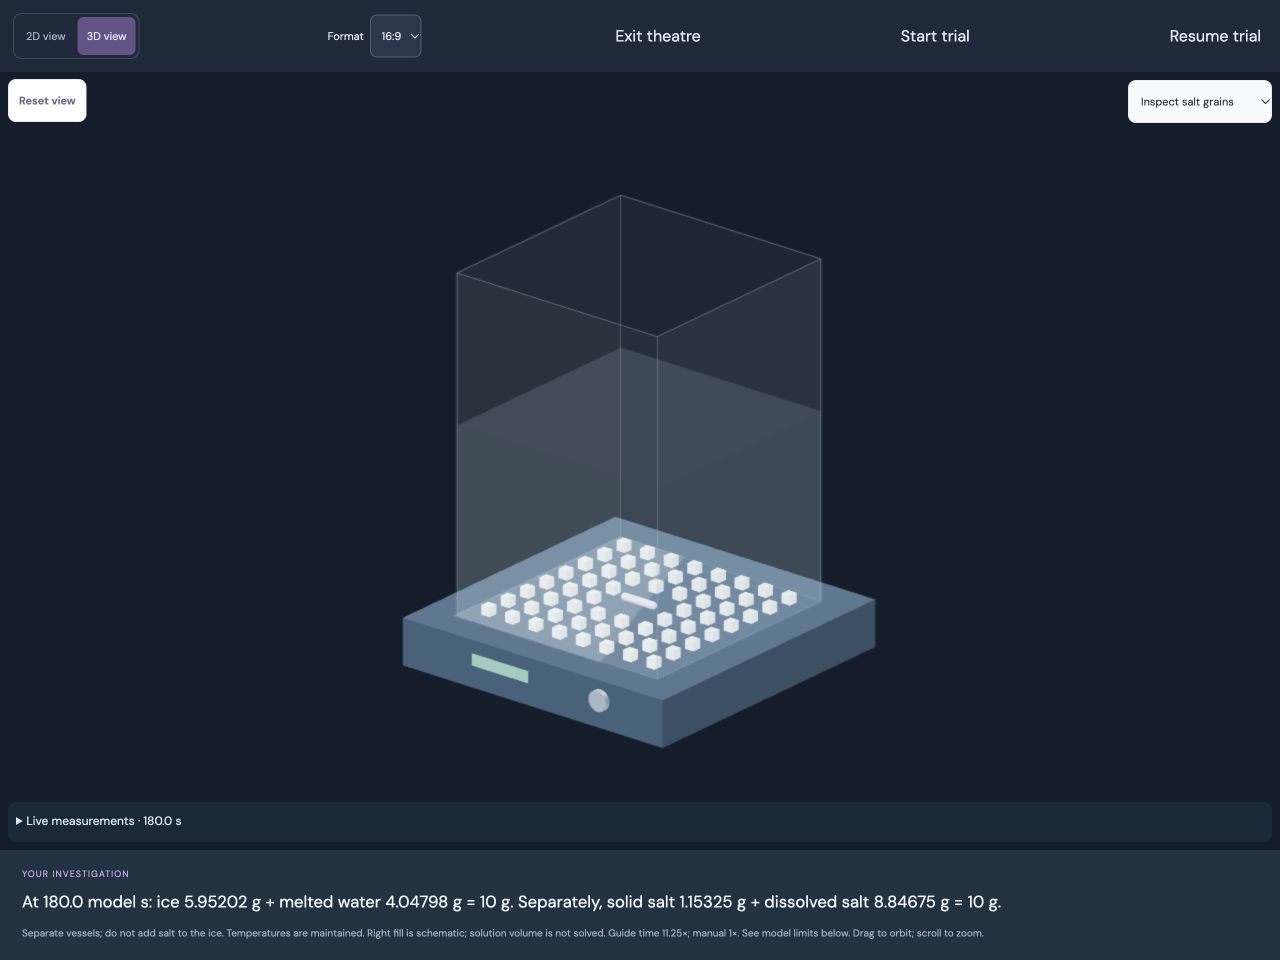 2D view
3D view
Format
16:9
Exit theatre
Start trial
Resume trial
Reset view
Inspect salt grains
Live measurements · 180.0 s
YOUR INVESTIGATION
At 180.0 model s: ice 5.95202 g + melted water 4.04798 g = 10 g. Separately, solid salt 1.15325 g + dissolved salt 8.84675 g = 10 g.
Separate vessels; do not add salt to the ice. Temperatures are maintained. Right fill is schematic; solution volume is not solved. Guide time 11.25×; manual 1×. See model limits below. Drag to orbit; scroll to zoom.